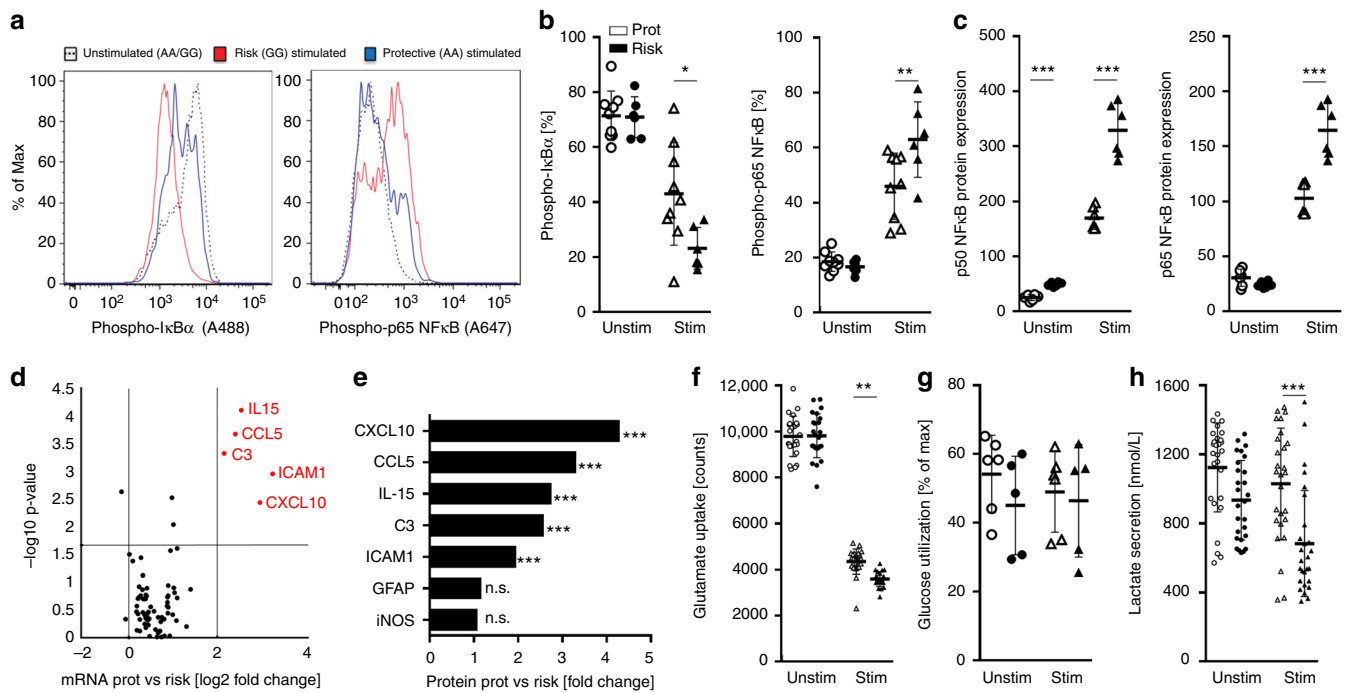 a
Unstimulated (AA/GG) Risk (GG) stimulated Protective (AA) stimulated
% of Max
100
80
60
40
20
0
0 10² 10³ 10⁴ 10⁵
Phospho-IκBα (A488)
100
80
60
40
20
0
0 10² 10³ 10⁴ 10⁵
Phospho-p65 NFκB (A647)
b
Prot
Risk
Phospho-IκBα [%]
100
80
60
40
20
0
*
Unstim Stim
Phospho-p65 NFκB [%]
100
80
60
40
20
0
**
Unstim Stim
c
p50 NFκB protein expression
500
400
300
200
100
0
*** ***
Unstim Stim
p65 NFκB protein expression
250
200
150
100
50
0
***
Unstim Stim
d
–log10 p-value
4.5
4
3.5
3
2.5
2
1.5
1
0.5
0
IL15
CCL5
C3
ICAM1
CXCL10
–2 0 2 4
mRNA prot vs risk [log2 fold change]
e
CXCL10 ***
CCL5 ***
IL-15 ***
C3 ***
ICAM1 ***
GFAP n.s.
iNOS n.s.
0 1 2 3 4 5
Protein prot vs risk [fold change]
f
Glutamate uptake [counts]
12,000
10,000
8000
6000
4000
2000
0
**
Unstim Stim
g
Glucose utilization [% of max]
80
60
40
20
0
Unstim Stim
h
Lactate secretion [nmol/L]
1600
1200
800
400
0
***
Unstim Stim